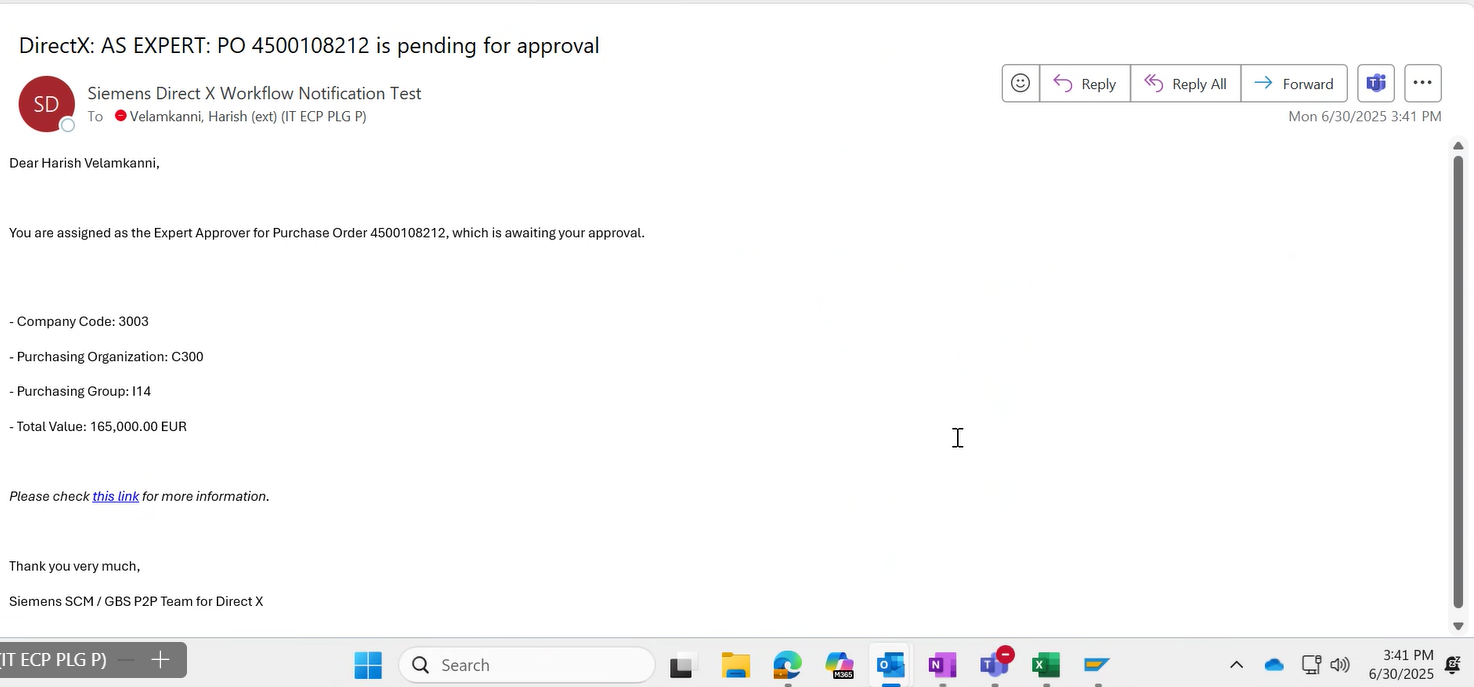 DirectX: AS EXPERT: PO 4500108212 is pending for approval
SD
Siemens Direct X Workflow Notification Test
To Velamkanni, Harish (ext) (IT ECP PLG P)
Reply
Reply All
Forward
Mon 6/30/2025 3:41 PM
Dear Harish Velamkanni,
You are assigned as the Expert Approver for Purchase Order 4500108212, which is awaiting your approval.
- Company Code: 3003
- Purchasing Organization: C300
- Purchasing Group: I14
- Total Value: 165,000.00 EUR
Please check this link for more information.
Thank you very much,
Siemens SCM / GBS P2P Team for Direct X
(IT ECP PLG P)
Search
M365
3:41 PM
6/30/2025